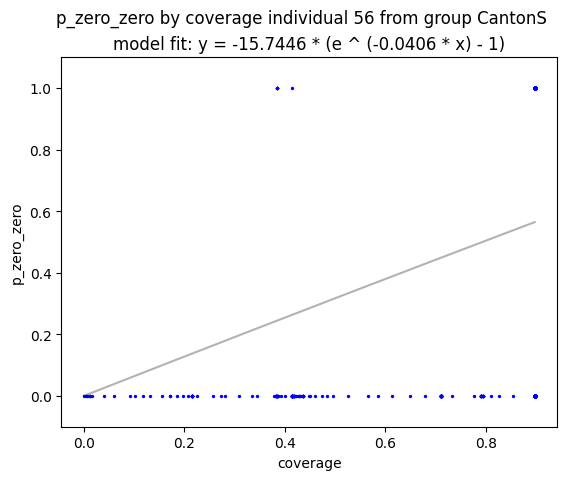 p_zero_zero by coverage individual 56 from group CantonS
model fit: y = -15.7446 * (e ^ (-0.0406 * x) - 1)
1.0
0.8
0.6
0.4
0.2
0.0
p_zero_zero
0.0 0.2 0.4 0.6 0.8
coverage